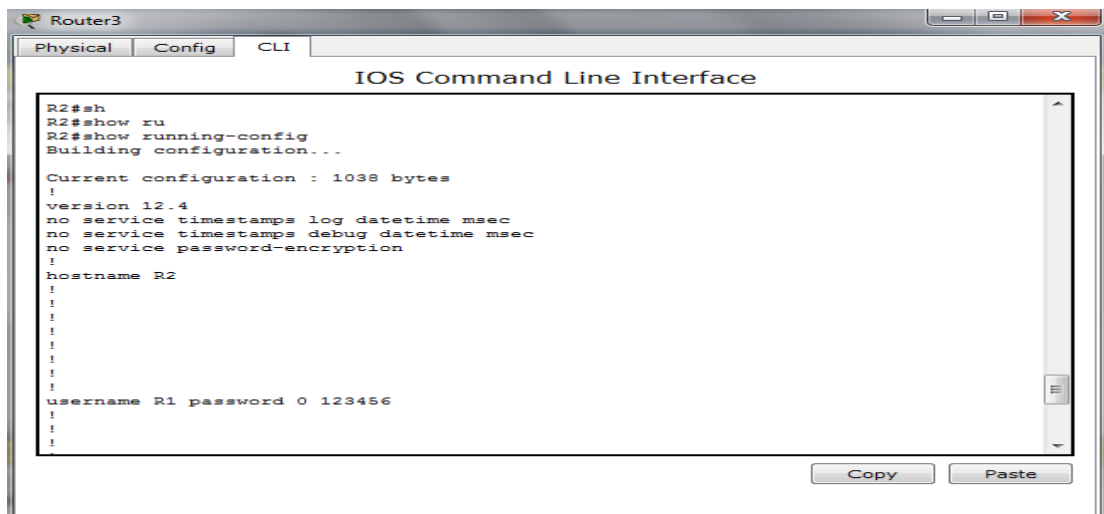 Router3
Physical Config CLI
IOS Command Line Interface
R2#sh
R2#show ru
R2#show running-config
Building configuration...
Current configuration : 1038 bytes
!
version 12.4
no service timestamps log datetime msec
no service timestamps debug datetime msec
no service password-encryption
!
hostname R2
!
!
!
!
!
!
!
!
username R1 password 0 123456
!
!
!
Copy Paste